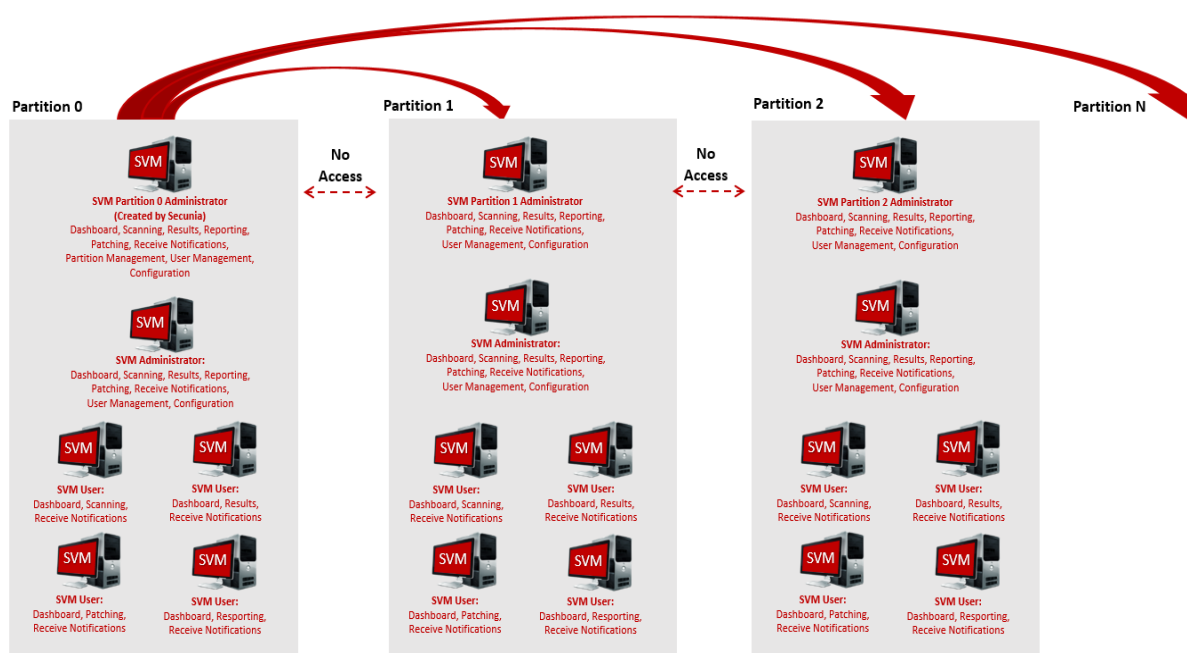 Partition 0
Partition 1
Partition 2
Partition N
No
Access
No
Access
SVM
SVM Partition 0 Administrator
(Created by Secunia)
Dashboard, Scanning, Results, Reporting,
Patching, Receive Notifications,
Partition Management, User Management,
Configuration
SVM
SVM Administrator:
Dashboard, Scanning, Results, Reporting,
Patching, Receive Notifications,
User Management, Configuration
SVM
SVM User:
Dashboard, Scanning,
Receive Notifications
SVM
SVM User:
Dashboard, Results,
Receive Notifications
SVM
SVM User:
Dashboard, Patching,
Receive Notifications
SVM
SVM User:
Dashboard, Resporting,
Receive Notifications
SVM
SVM Partition 1 Administrator
Dashboard, Scanning, Results, Reporting,
Patching, Receive Notifications,
User Management, Configuration
SVM
SVM Administrator:
Dashboard, Scanning, Results, Reporting,
Patching, Receive Notifications,
User Management, Configuration
SVM
SVM User:
Dashboard, Scanning,
Receive Notifications
SVM
SVM User:
Dashboard, Results,
Receive Notifications
SVM
SVM User:
Dashboard, Patching,
Receive Notifications
SVM
SVM User:
Dashboard, Resporting,
Receive Notifications
SVM
SVM Partition 2 Administrator
Dashboard, Scanning, Results, Reporting,
Patching, Receive Notifications,
User Management, Configuration
SVM
SVM Administrator:
Dashboard, Scanning, Results, Reporting,
Patching, Receive Notifications,
User Management, Configuration
SVM
SVM User:
Dashboard, Scanning,
Receive Notifications
SVM
SVM User:
Dashboard, Results,
Receive Notifications
SVM
SVM User:
Dashboard, Patching,
Receive Notifications
SVM
SVM User:
Dashboard, Resporting,
Receive Notifications